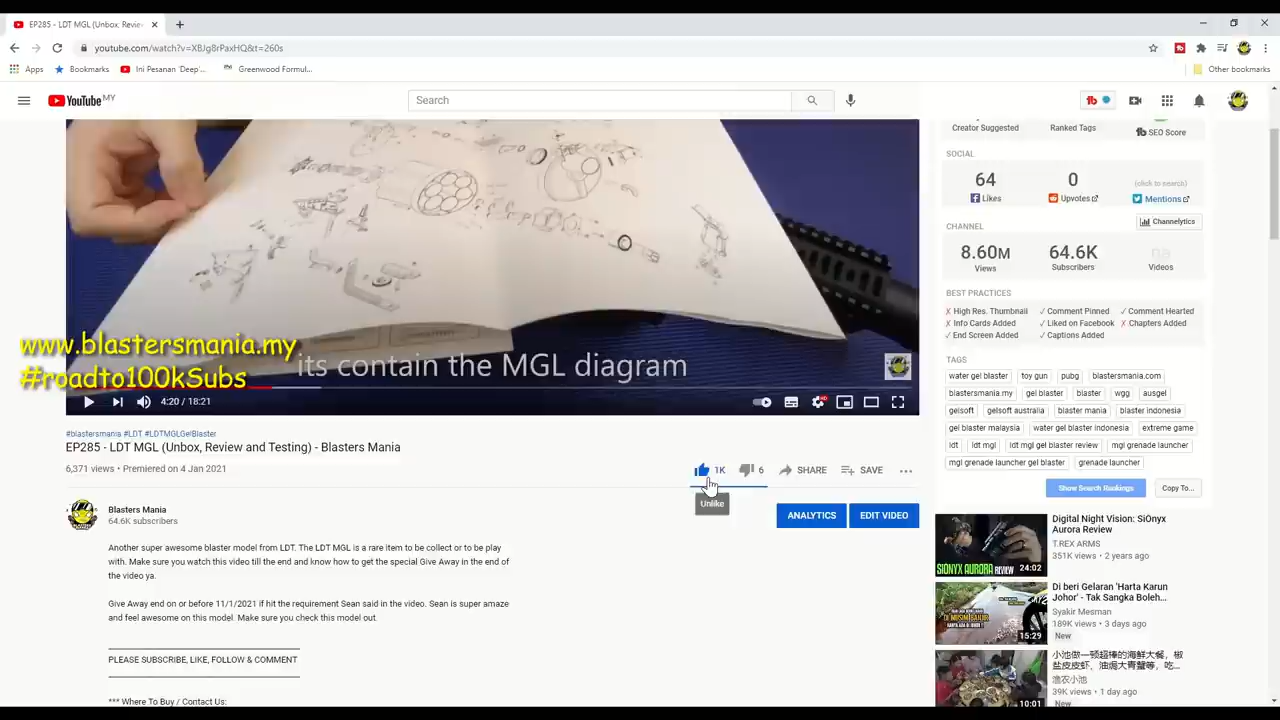 EP285 - LDT MGL (Unbox, Revie
youtube.com/watch?v=XBJg8rPaxHQ&t=260s
Apps
Bookmarks
Ini Pesanan 'Deep'...
Greenwood Formul...
Other bookmarks
YouTube MY
Search
Creator Suggested
Ranked Tags
SEO Score
SOCIAL
64
0
(click to search)
Likes
Upvotes
Mentions
CHANNEL
Channelytics
8.60M
64.6K
na
Views
Subscribers
Videos
BEST PRACTICES
✗ High Res. Thumbnail
✓ Comment Pinned
✓ Comment Hearted
✗ Info Cards Added
✓ Liked on Facebook
✗ Chapters Added
✓ End Screen Added
✓ Captions Added
TAGS
water gel blaster
toy gun
pubg
blastersmania.com
blastersmania.my
gel blaster
blaster
wgg
ausgel
gelsoft
gelsoft australia
blaster mania
blaster indonesia
gel blaster malaysia
water gel blaster indonesia
extreme game
ldt
ldt mgl
ldt mgl gel blaster review
mgl grenade launcher
mgl grenade launcher gel blaster
grenade launcher
Show Search Rankings
Copy To...
www.blastersmania.my
#roadto100kSubs
its contain the MGL diagram
4:20 / 18:21
#blastersmania #LDT #LDTMGLGelBlaster
EP285 - LDT MGL (Unbox, Review and Testing) - Blasters Mania
6,371 views • Premiered on 4 Jan 2021
1K
6
SHARE
SAVE
Unlike
Blasters Mania
64.6K subscribers
ANALYTICS
EDIT VIDEO
Another super awesome blaster model from LDT. The LDT MGL is a rare item to be collect or to be play
with. Make sure you watch this video till the end and know how to get the special Give Away in the end of
the video ya.
Give Away end on or before 11/1/2021 if hit the requirement Sean said in the video. Sean is super amaze
and feel awesome on this model. Make sure you check this model out.
PLEASE SUBSCRIBE, LIKE, FOLLOW & COMMENT
*** Where To Buy / Contact Us:
Digital Night Vision: SiOnyx
Aurora Review
T.REX ARMS
351K views • 2 years ago
SIONYX AURORA REVIEW
24:02
Di beri Gelaran 'Harta Karun
Johor' - Tak Sangka Boleh...
Syakir Mesman
189K views • 3 days ago
New
15:29
小池做一顿超棒的海鲜大餐，椒
盐皮皮虾，油焗大青蟹等，吃...
渔农小池
39K views • 1 day ago
New
10:01